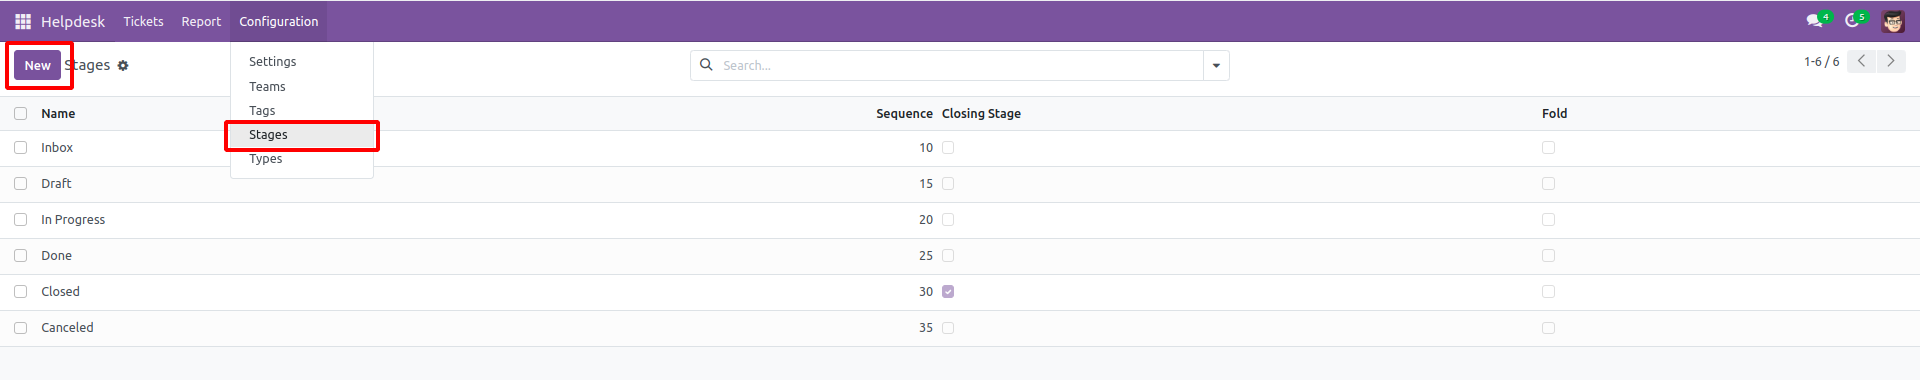 Helpdesk Tickets Report Configuration 4 5
New Stages Search... 1-6 / 6
Settings
Teams
Tags
Stages
Types
Name Sequence Closing Stage Fold
Inbox 10
Draft 15
In Progress 20
Done 25
Closed 30
Canceled 35